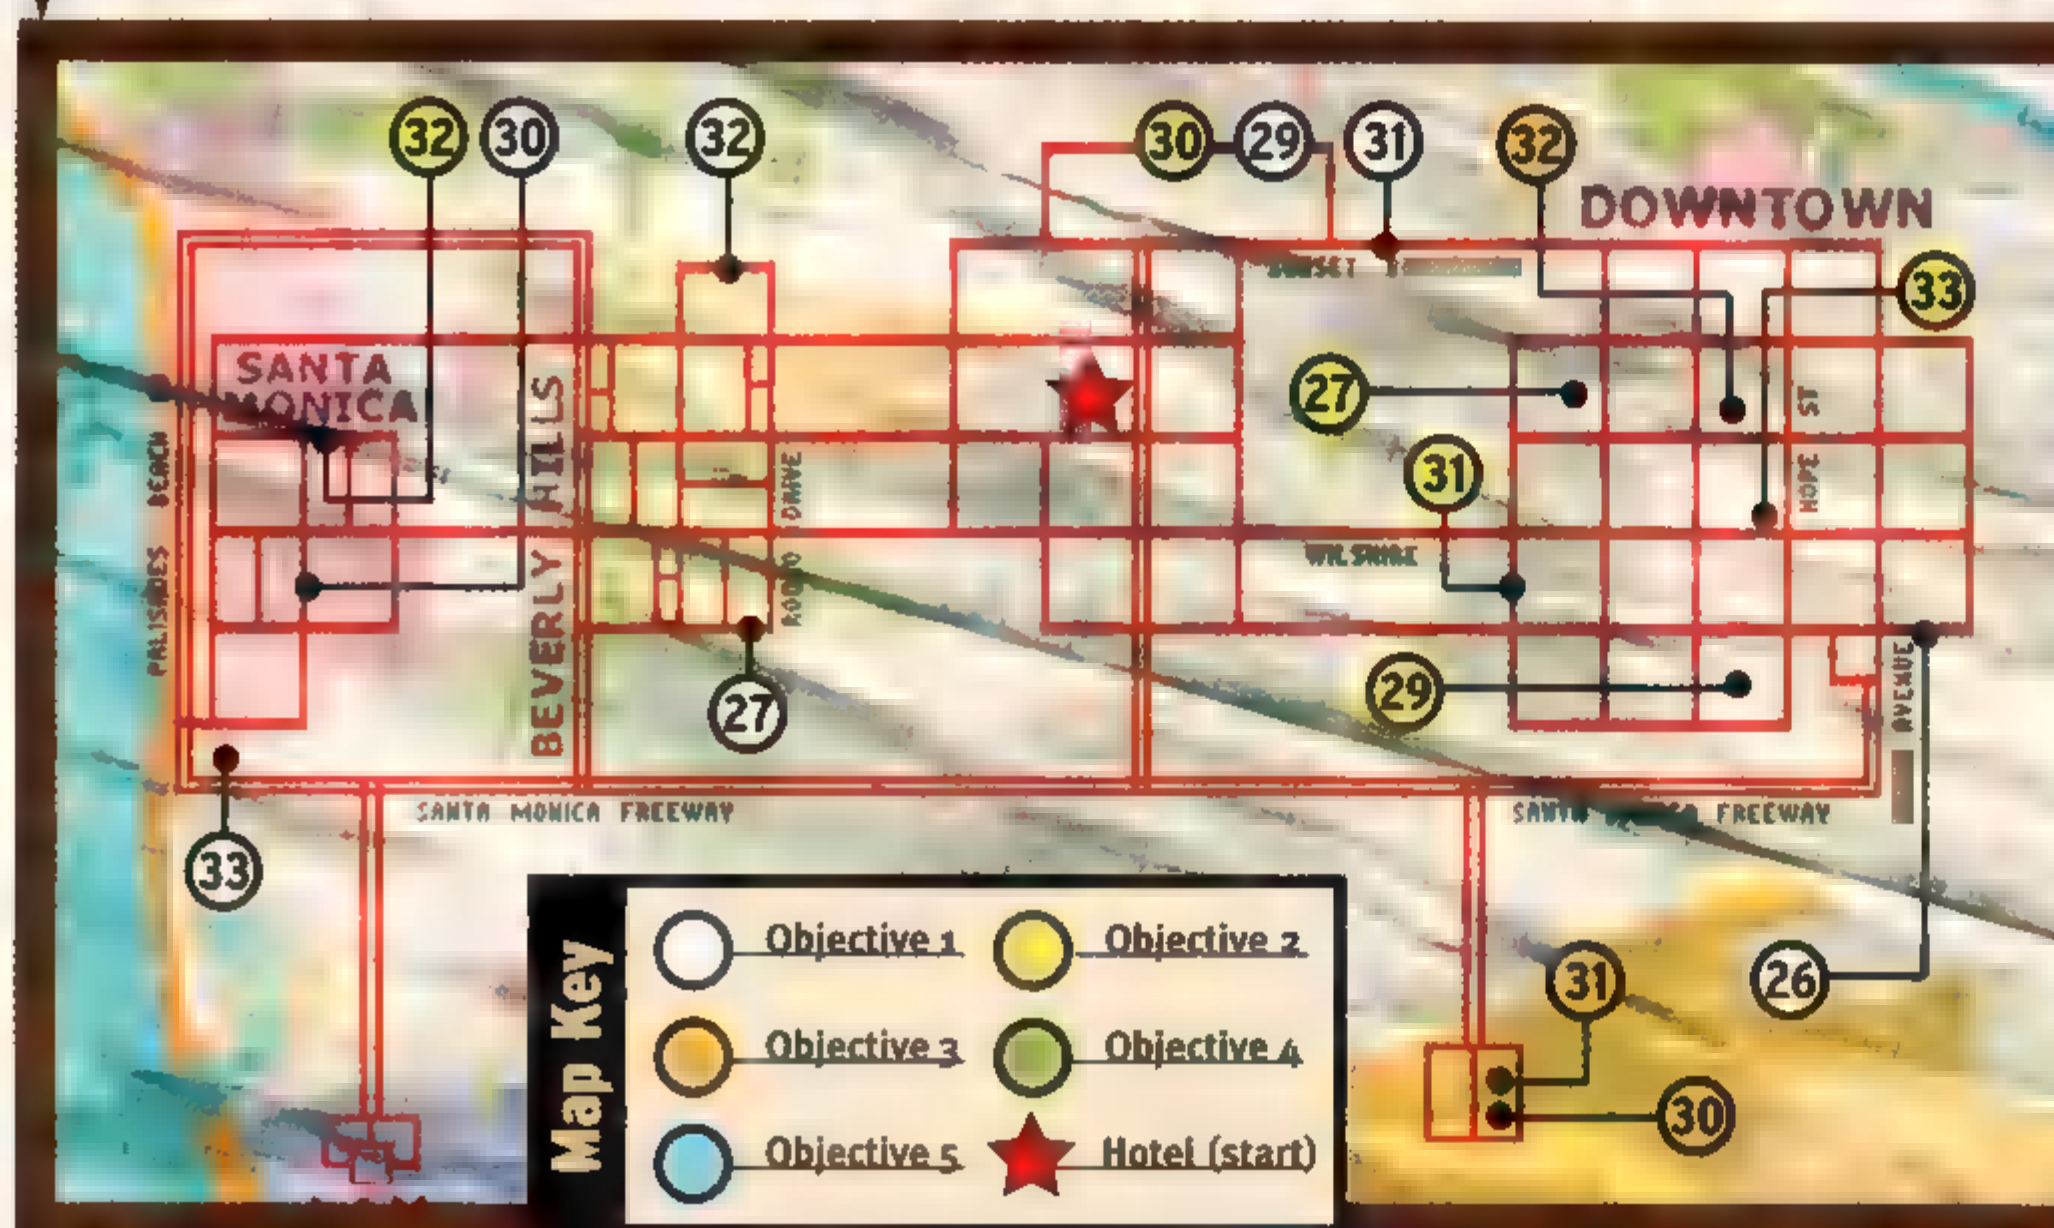 32 30 32 30 29 31 32
DOWNTOWN
33
SUNSET
SANTA
MONICA
27
HOPE ST
31
BEVERLY HILLS
PALISADES BEACH
DRIVE
WILSHIRE
29
27
AVENUE
SANTA MONICA FREEWAY
SANTA FREEWAY
33
31
26
30
Map Key
Objective 1
Objective 2
Objective 3
Objective 4
Objective 5
Hotel (start)